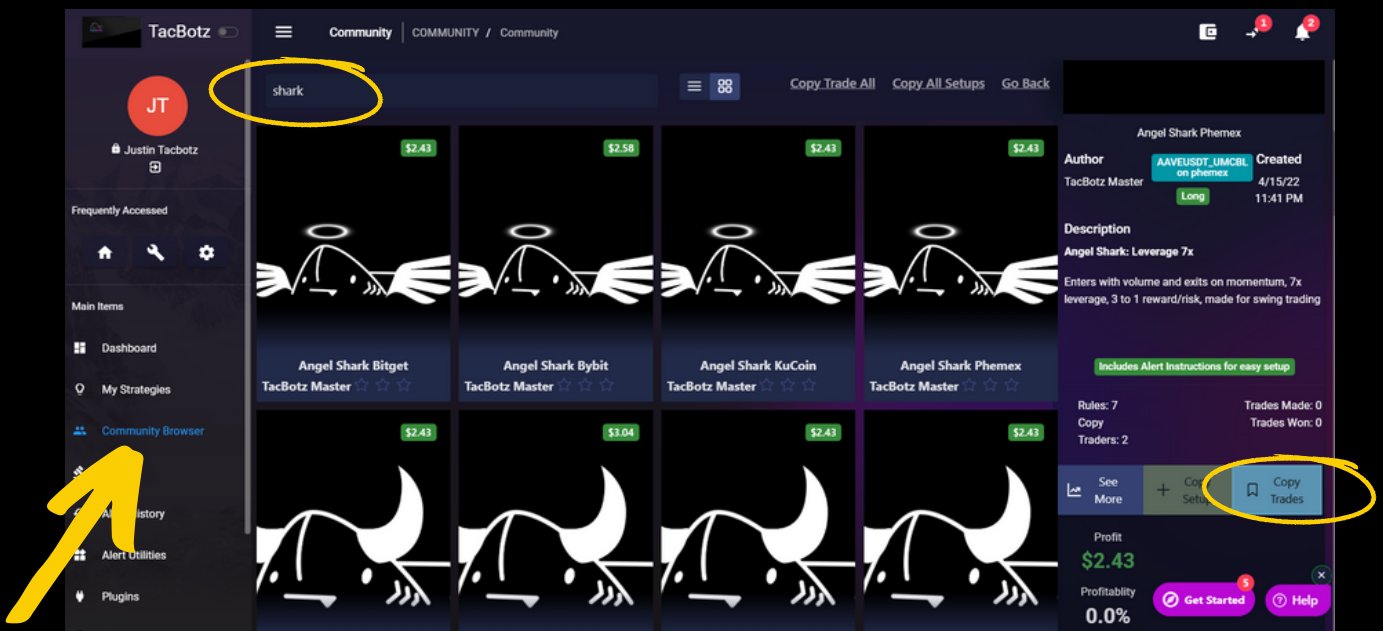 TacBotz
Community
COMMUNITY / Community
1
2
JT
Justin Tacbotz
Frequently Accessed
Main Items
Dashboard
My Strategies
Community Browser
Alert Utilities
Plugins
shark
Copy Trade All
Copy All Setups
Go Back
$2.43
$2.58
$2.43
$2.43
Angel Shark Bitget
TacBotz Master
Angel Shark Bybit
TacBotz Master
Angel Shark KuCoin
TacBotz Master
Angel Shark Phemex
TacBotz Master
$2.43
$3.04
$2.43
$2.43
Angel Shark Phemex
Author
TacBotz Master
AAVEUSDT_UMCBL
on phemex
Long
Created
4/15/22
11:41 PM
Description
Angel Shark: Leverage 7x
Enters with volume and exits on momentum, 7x
leverage, 3 to 1 reward/risk, made for swing trading
Includes Alert Instructions for easy setup
Rules: 7
Copy
Traders: 2
Trades Made: 0
Trades Won: 0
See
More
Copy
Trades
Profit
$2.43
Profitablity
0.0%
Get Started
5
Help